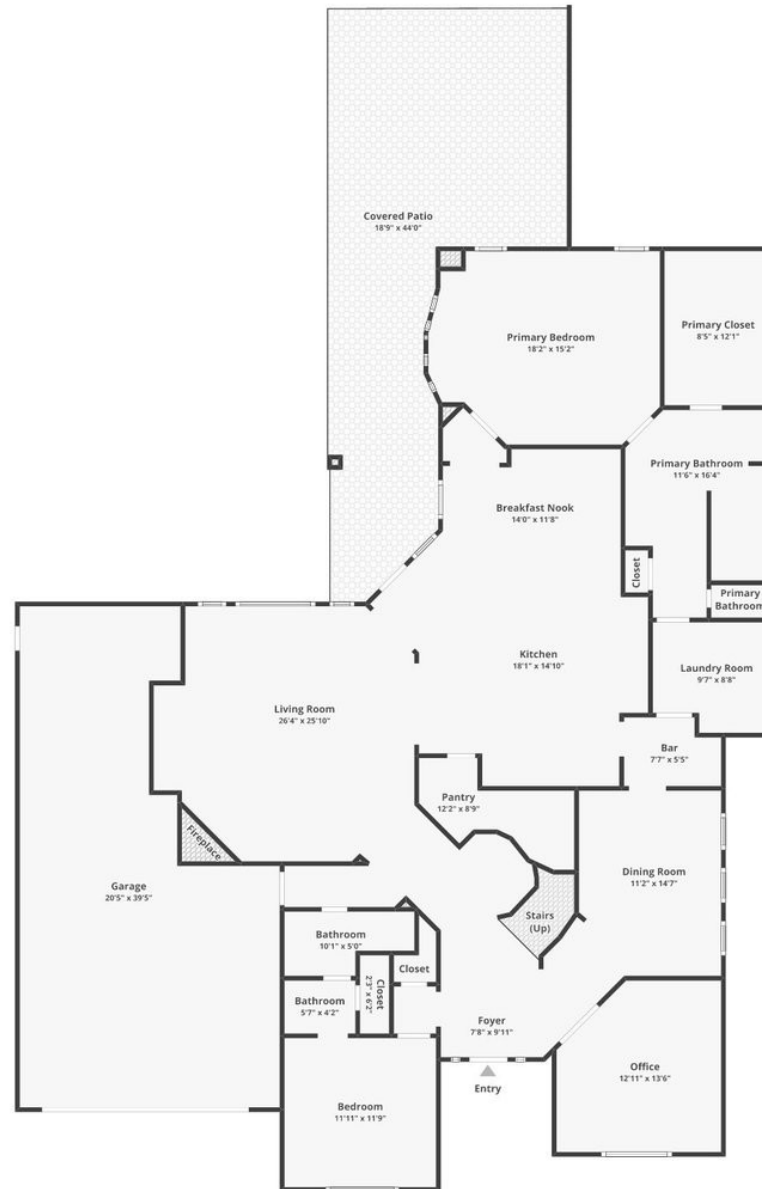 Covered Patio
18'9" x 44'0"
Primary Bedroom
18'2" x 15'2"
Primary Closet
8'5" x 12'1"
Primary Bathroom
11'6" x 16'4"
Breakfast Nook
14'0" x 11'8"
Closet
Primary
Bathroom
Kitchen
18'1" x 14'10"
Laundry Room
9'7" x 8'8"
Living Room
26'4" x 25'10"
Bar
7'7" x 5'5"
Pantry
12'2" x 8'9"
Fireplace
Garage
20'5" x 39'5"
Dining Room
11'2" x 14'7"
Stairs
(Up)
Bathroom
10'1" x 5'0"
Closet
Closet
2'3" x 6'2"
Bathroom
5'7" x 4'2"
Foyer
7'8" x 9'11"
Entry
Office
12'11" x 13'6"
Bedroom
11'11" x 11'9"